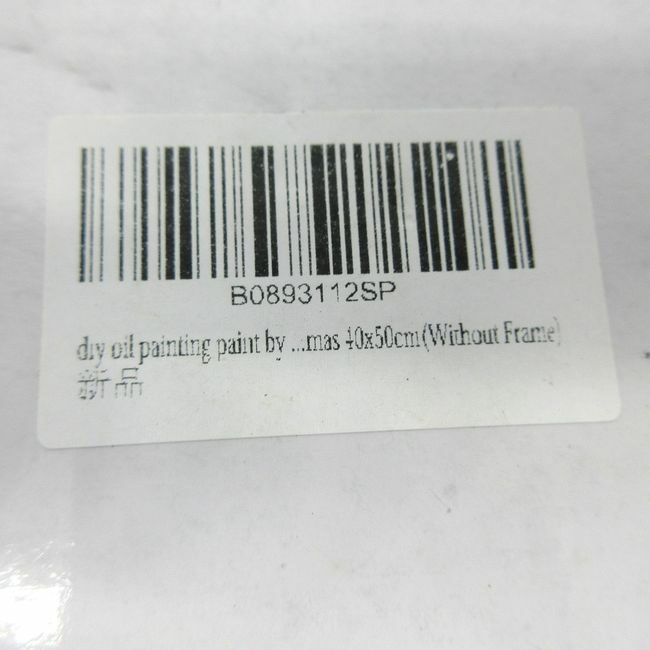 B0893112SP
diy oil painting paint by ...mas 40x50cm(Without Frame)
新品